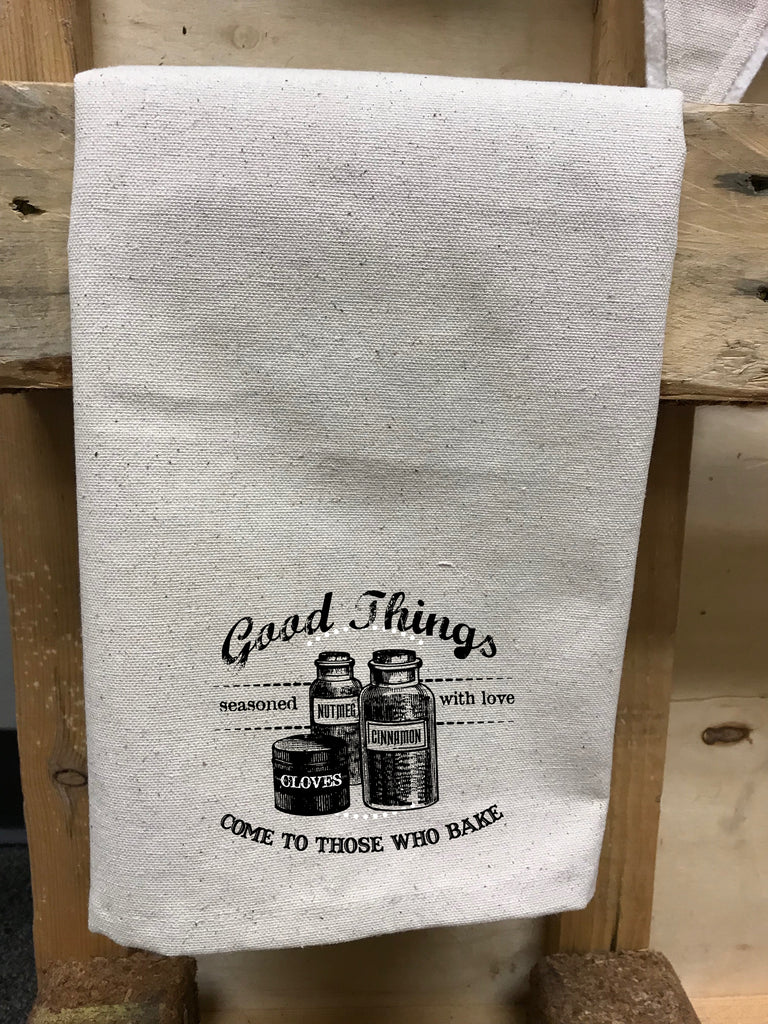 Good Things
seasoned with love
NUTMEG
CINNAMON
CLOVES
COME TO THOSE WHO BAKE